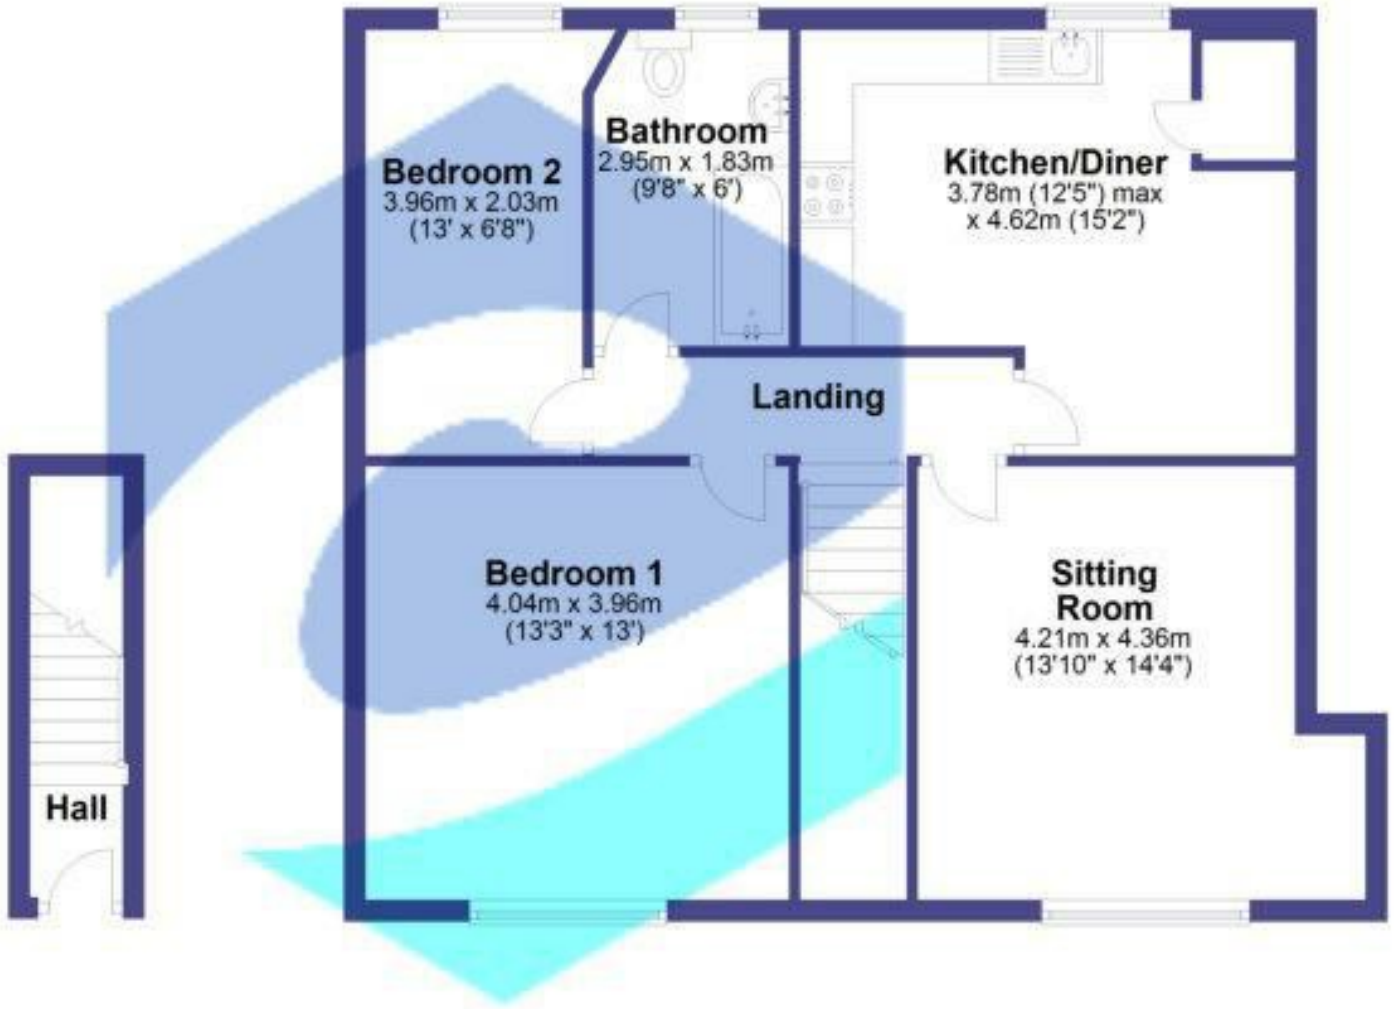 Bedroom 2
3.96m x 2.03m
(13' x 6'8")
Bathroom
2.95m x 1.83m
(9'8" x 6')
Kitchen/Diner
3.78m (12'5") max
x 4.62m (15'2")
Landing
Bedroom 1
4.04m x 3.96m
(13'3" x 13')
Sitting
Room
4.21m x 4.36m
(13'10" x 14'4")
Hall